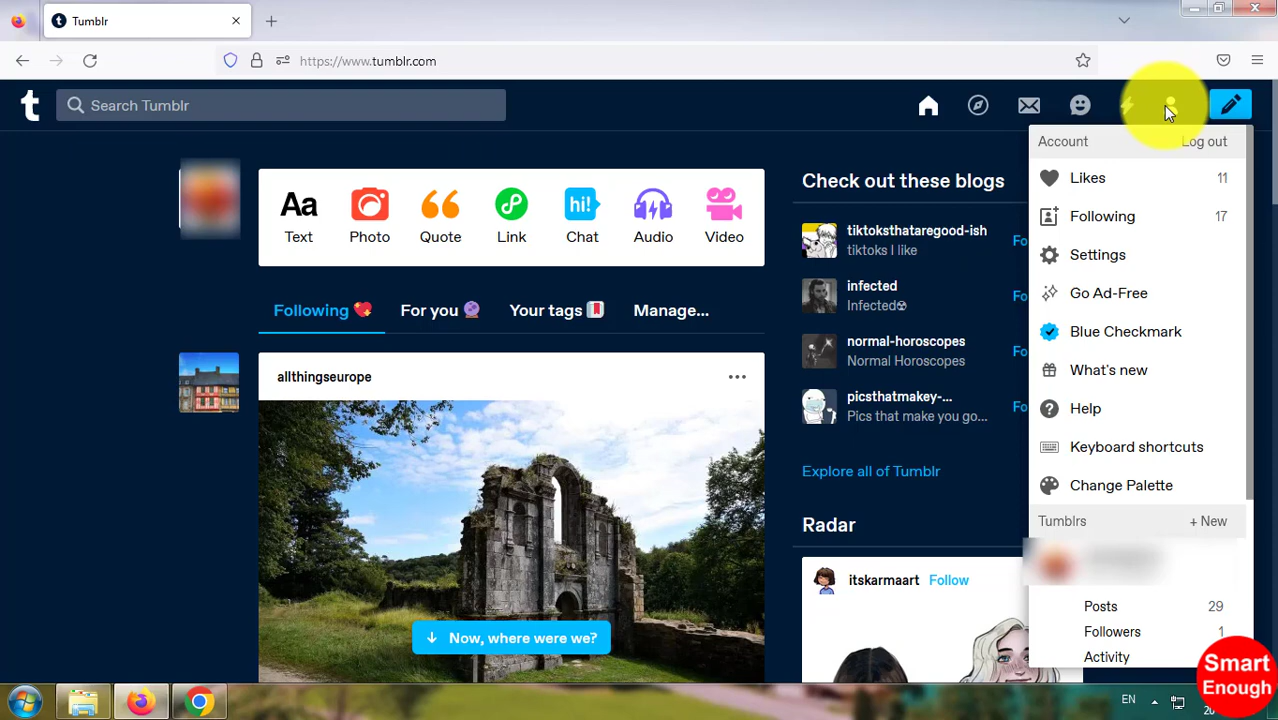 Tumblr
https://www.tumblr.com
t
Search Tumblr
Account
Log out
Likes 11
Following 17
Settings
Go Ad-Free
Blue Checkmark
What's new
Help
Keyboard shortcuts
Change Palette
Tumblrs
+ New
Posts 29
Followers 1
Activity
Aa
hi!
Text
Photo
Quote
Link
Chat
Audio
Video
Following
For you
Your tags
Manage...
allthingseurope
Now, where were we?
Check out these blogs
tiktoksthataregood-ish
tiktoks I like
Fo
infected
Infected☢
Fo
normal-horoscopes
Normal Horoscopes
Fo
picsthatmakey-...
Pics that make you go...
Fo
Explore all of Tumblr
Radar
itskarmaart Follow
Smart
Enough
EN